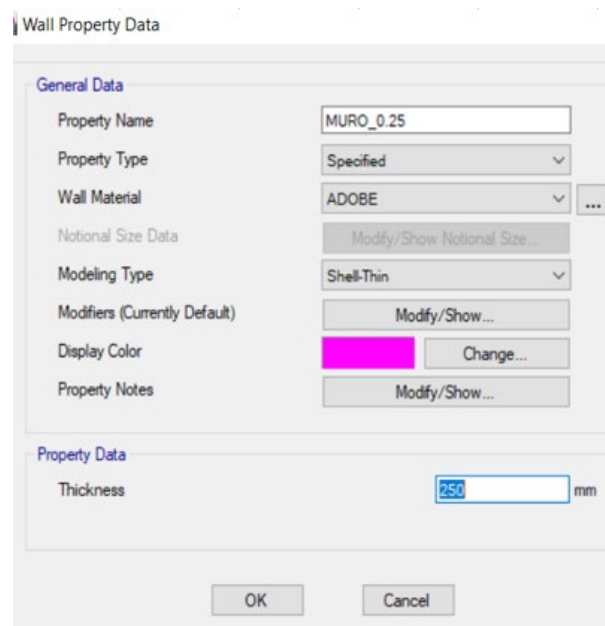 Wall Property Data
General Data
Property Name MURO_0.25
Property Type Specified
Wall Material ADOBE ...
Notional Size Data Modify/Show Notional Size...
Modeling Type Shell-Thin
Modifiers (Currently Default) Modify/Show...
Display Color Change...
Property Notes Modify/Show...
Property Data
Thickness 250 mm
OK Cancel